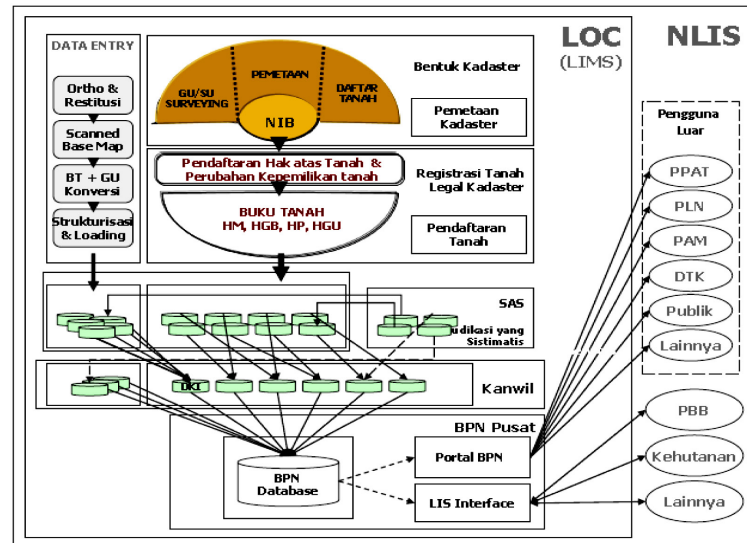 LOC
(LIMS)
NLIS
DATA ENTRY
Ortho &
Restitusi
Scanned
Base Map
BT + GU
Konversi
Strukturisasi
& Loading
GU/SU
SURVEYING
PEMETAAN
DAFTAR
TANAH
NIB
Bentuk Kadaster
Pemetaan
Kadaster
Pendaftaran Hak atas Tanah &
Perubahan Kepemilikan tanah
BUKU TANAH
HM, HGB, HP, HGU
Registrasi Tanah
Legal Kadaster
Pendaftaran
Tanah
SAS
udikasi yang
Sistimatis
DKI
Kanwil
BPN Pusat
BPN
Database
Portal BPN
LIS Interface
Pengguna
Luar
PPAT
PLN
PAM
DTK
Publik
Lainnya
PBB
Kehutanan
Lainnya